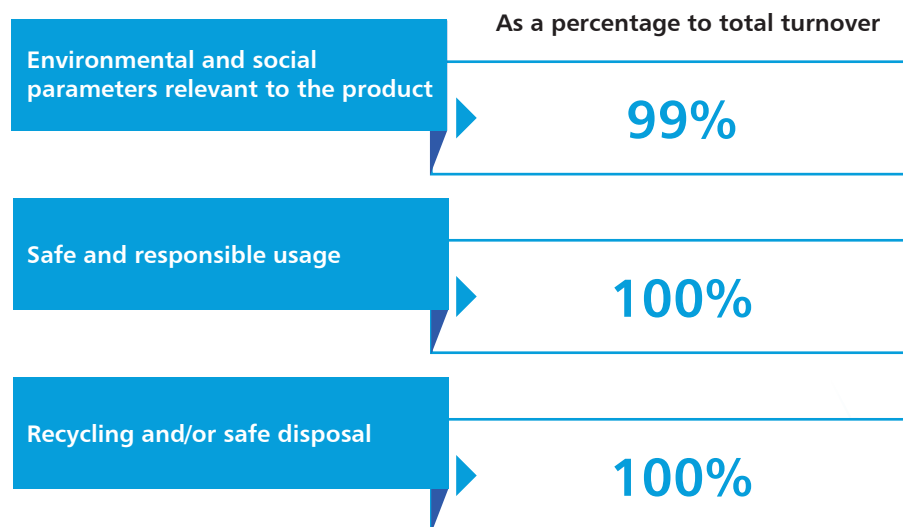 As a percentage to total turnover
Environmental and social
parameters relevant to the product
99%
Safe and responsible usage
100%
Recycling and/or safe disposal
100%